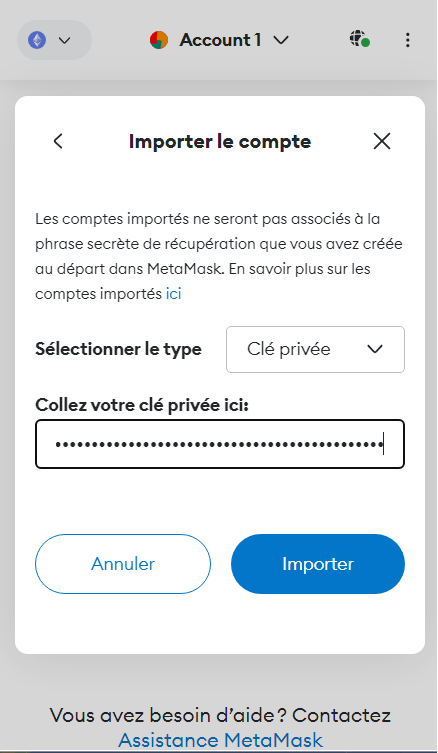 Account 1
Importer le compte
Les comptes importés ne seront pas associés à la
phrase secrète de récupération que vous avez créée
au départ dans MetaMask. En savoir plus sur les
comptes importés ici
Sélectionner le type
Clé privée
Collez votre clé privée ici:
••••••••••••••••••••••••••••••••••••••••••••••
Annuler
Importer
Vous avez besoin d’aide ? Contactez
Assistance MetaMask